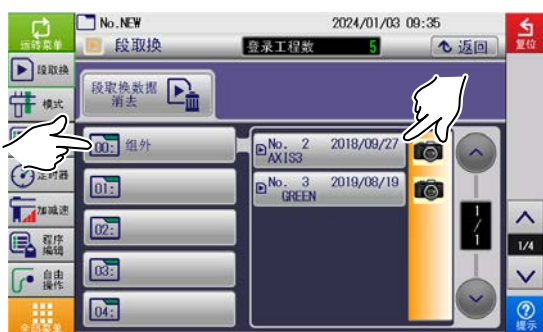 No.NEW 2024/01/03 09:35
运转菜单
段取换 登录工程数 5 返回
复位
段取换
段取换数据
消去
模式
00: 组外
No. 2 2018/09/27
AXIS3
定时器
01:
No. 3 2019/08/19
GREEN
加减速
02:
1
/
1
程序
编辑
1/4
03:
自由
操作
04:
全部菜单
提示